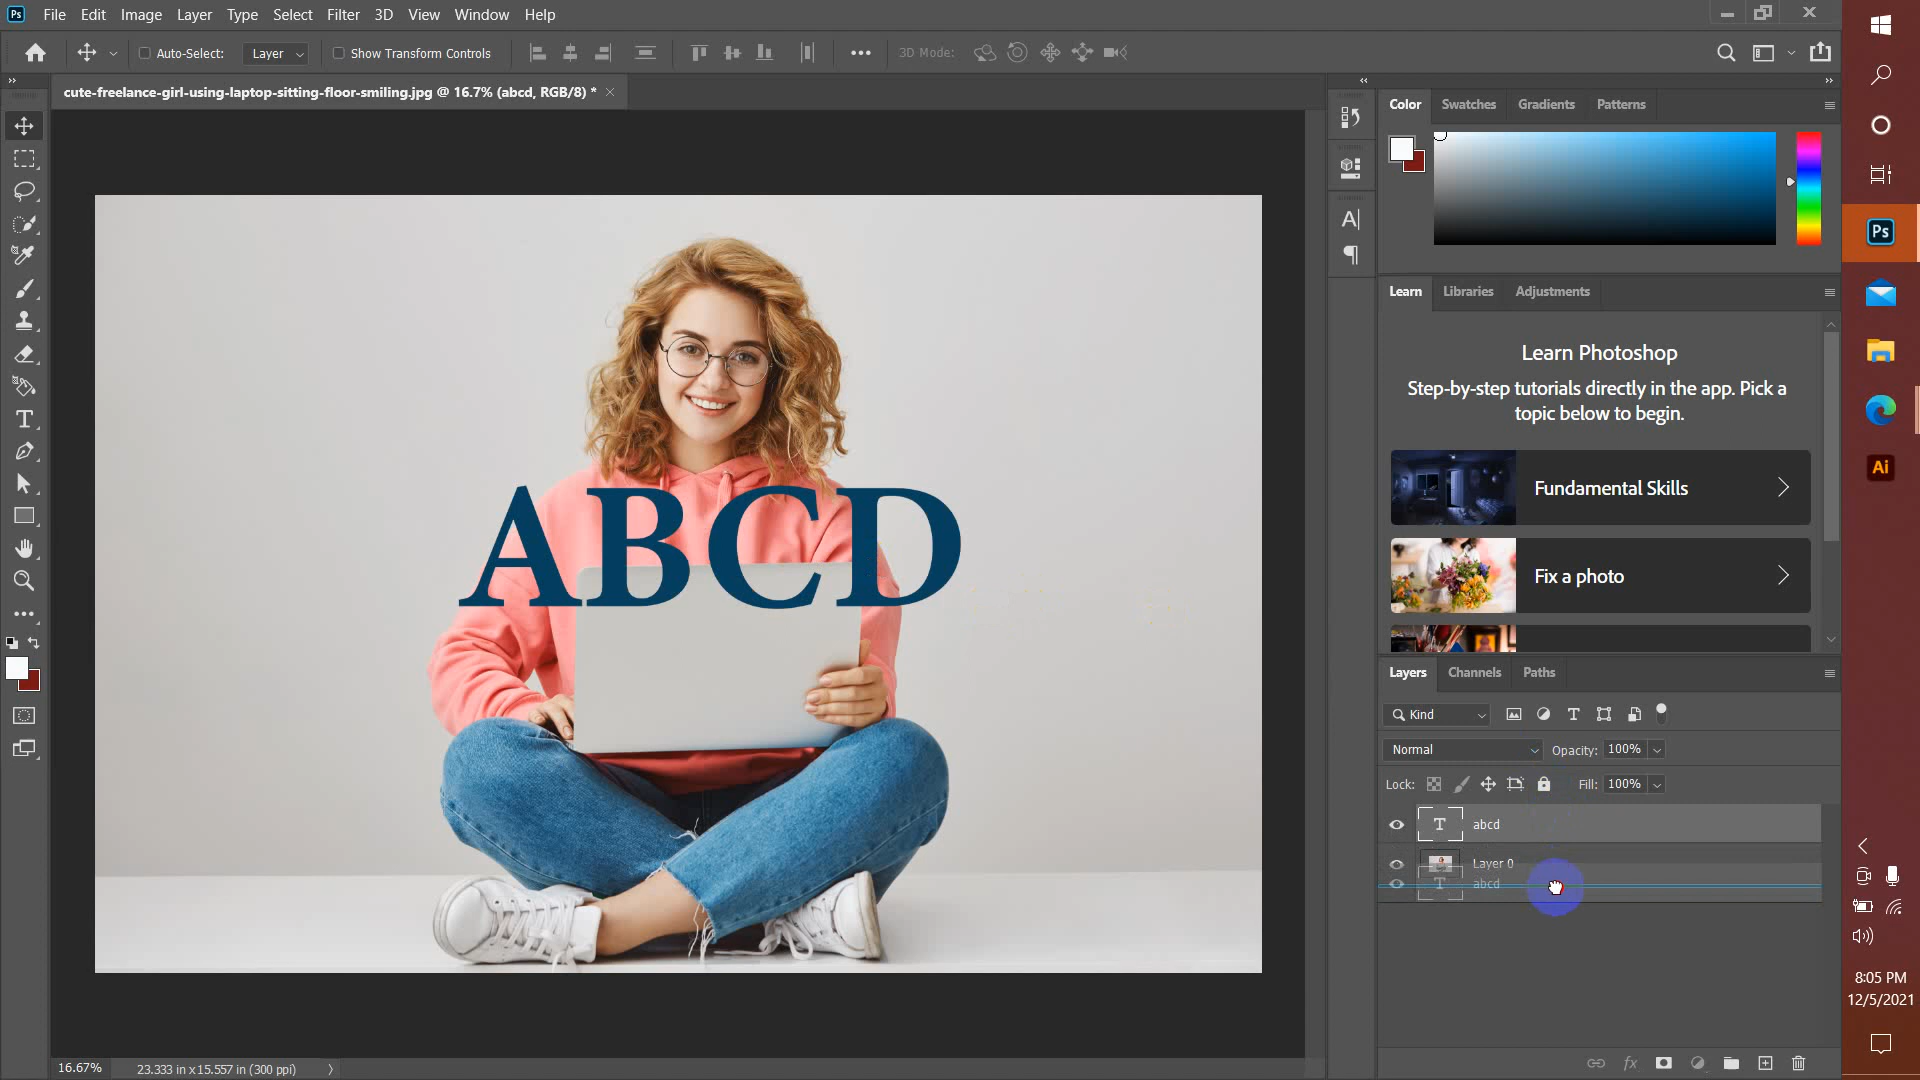 Ps File Edit Image Layer Type Select Filter 3D View Window Help
Auto-Select: Layer Show Transform Controls 3D Mode:
cute-freelance-girl-using-laptop-sitting-floor-smiling.jpg @ 16.7% (abcd, RGB/8) *
Color Swatches Gradients Patterns
Ps
Learn Libraries Adjustments
Learn Photoshop
Step-by-step tutorials directly in the app. Pick a
topic below to begin.
Fundamental Skills
Fix a photo
Ai
ABCD
Layers Channels Paths
Kind
Normal Opacity: 100%
Lock: Fill: 100%
abcd
Layer 0
abcd
8:05 PM
12/5/2021
16.67% 23.333 in x 15.557 in (300 ppi)
fx